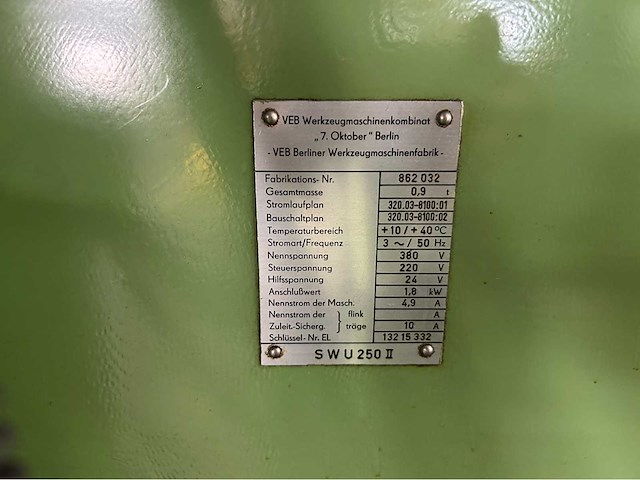 VEB Werkzeugmaschinenkombinat
„7. Oktober" Berlin
- VEB Berliner Werkzeugmaschinenfabrik -
Fabrikations- Nr. 862 032
Gesamtmasse 0,9 t
Stromlaufplan 320.03-8100:01
Bauschaltplan 320.03-8100:02
Temperaturbereich +10/+40 °C
Stromart/Frequenz 3 ~ / 50 Hz
Nennspannung 380 V
Steuerspannung 220 V
Hilfsspannung 24 V
Anschlußwert 1,8 kW
Nennstrom der Masch. 4,9 A
Nennstrom der } flink A
Zuleit.-Sicherg. } träge 10 A
Schlüssel- Nr. EL 132 15 332
SWU 250 II